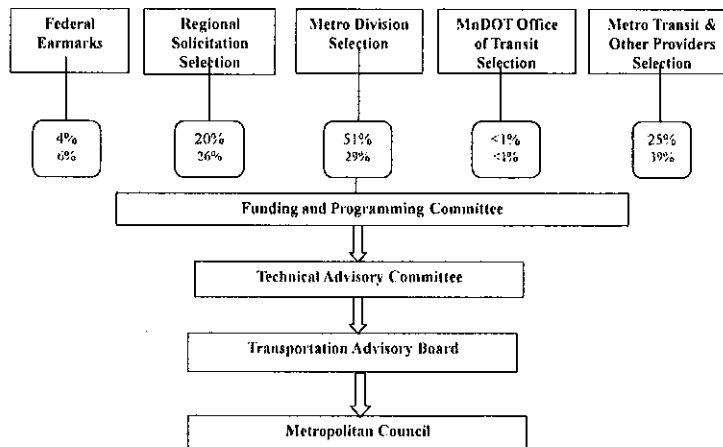 Federal
Earmarks
Regional
Solicitation
Selection
Metro Division
Selection
MnDOT Office
of Transit
Selection
Metro Transit &
Other Providers
Selection
4%
6%
20%
26%
51%
29%
<1%
<1%
25%
39%
Funding and Programming Committee
Technical Advisory Committee
Transportation Advisory Board
Metropolitan Council